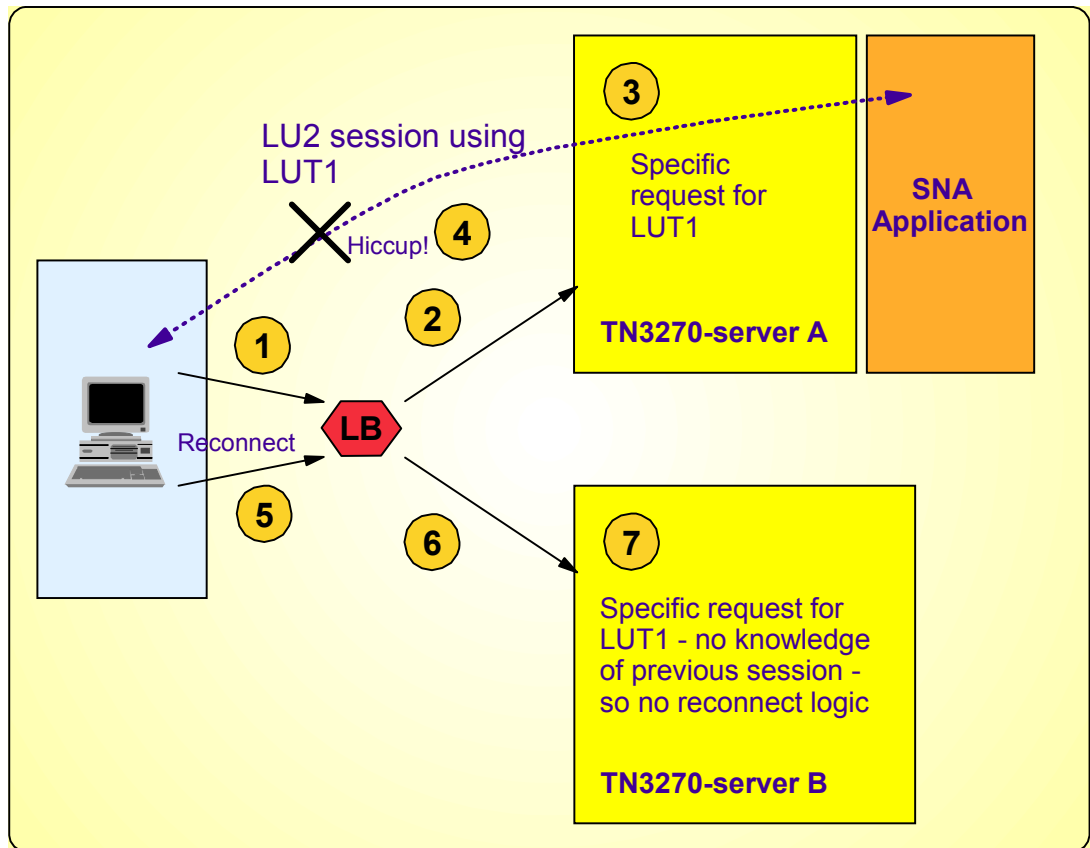 3
LU2 session using
LUT1
Specific
request for
LUT1
SNA
Application
Hiccup!
4
2
TN3270-server A
1
LB
Reconnect
5
6
7
Specific request for
LUT1 - no knowledge
of previous session -
so no reconnect logic
TN3270-server B